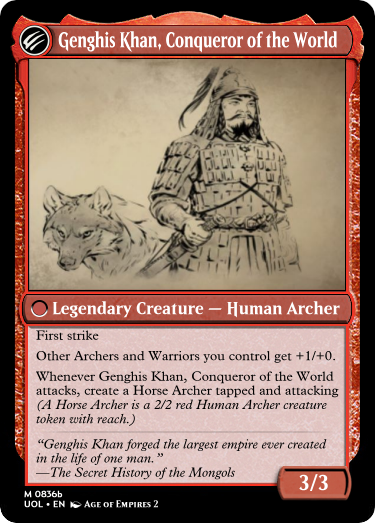 Genghis Khan, Conqueror of the World
Legendary Creature — Human Archer
First strike
Other Archers and Warriors you control get +1/+0.
Whenever Genghis Khan, Conqueror of the World
attacks, create a Horse Archer tapped and attacking
(A Horse Archer is a 2/2 red Human Archer creature
token with reach.)
“Genghis Khan forged the largest empire ever created
in the life of one man.”
—The Secret History of the Mongols
3/3
M 0836b
UOL • EN Age of Empires 2